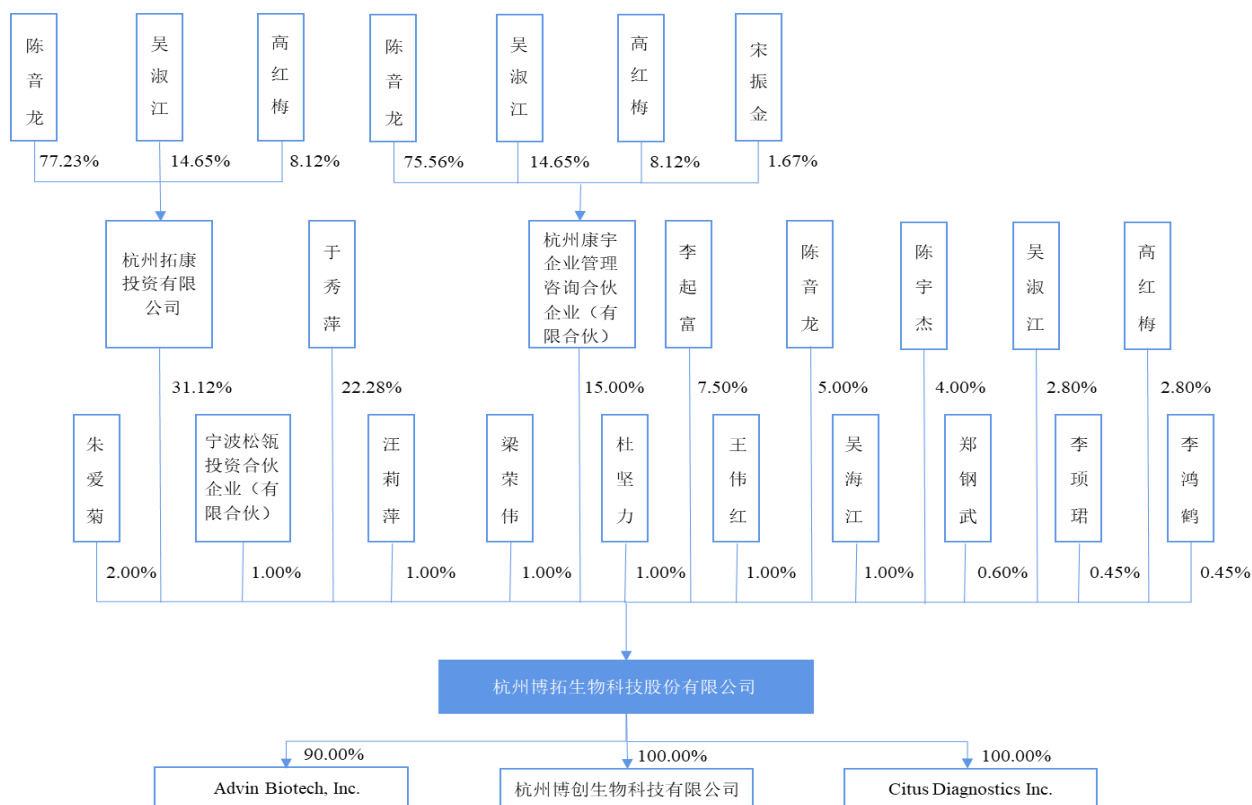 陈音龙
吴淑江
高红梅
陈音龙
吴淑江
高红梅
宋振金
77.23%
14.65%
8.12%
75.56%
14.65%
8.12%
1.67%
杭州拓康
投资有限
公司
于秀萍
杭州康宇
企业管理
咨询合伙
企业（有
限合伙）
李起富
陈音龙
陈宇杰
吴淑江
高红梅
31.12%
22.28%
15.00%
7.50%
5.00%
4.00%
2.80%
2.80%
朱爱菊
宁波松瓴
投资合伙
企业（有
限合伙）
汪莉萍
梁荣伟
杜坚力
王伟红
吴海江
郑钢武
李顼珺
李鸿鹤
2.00%
1.00%
1.00%
1.00%
1.00%
1.00%
1.00%
0.60%
0.45%
0.45%
杭州博拓生物科技股份有限公司
90.00%
100.00%
100.00%
Advin Biotech, Inc.
杭州博创生物科技有限公司
Citus Diagnostics Inc.